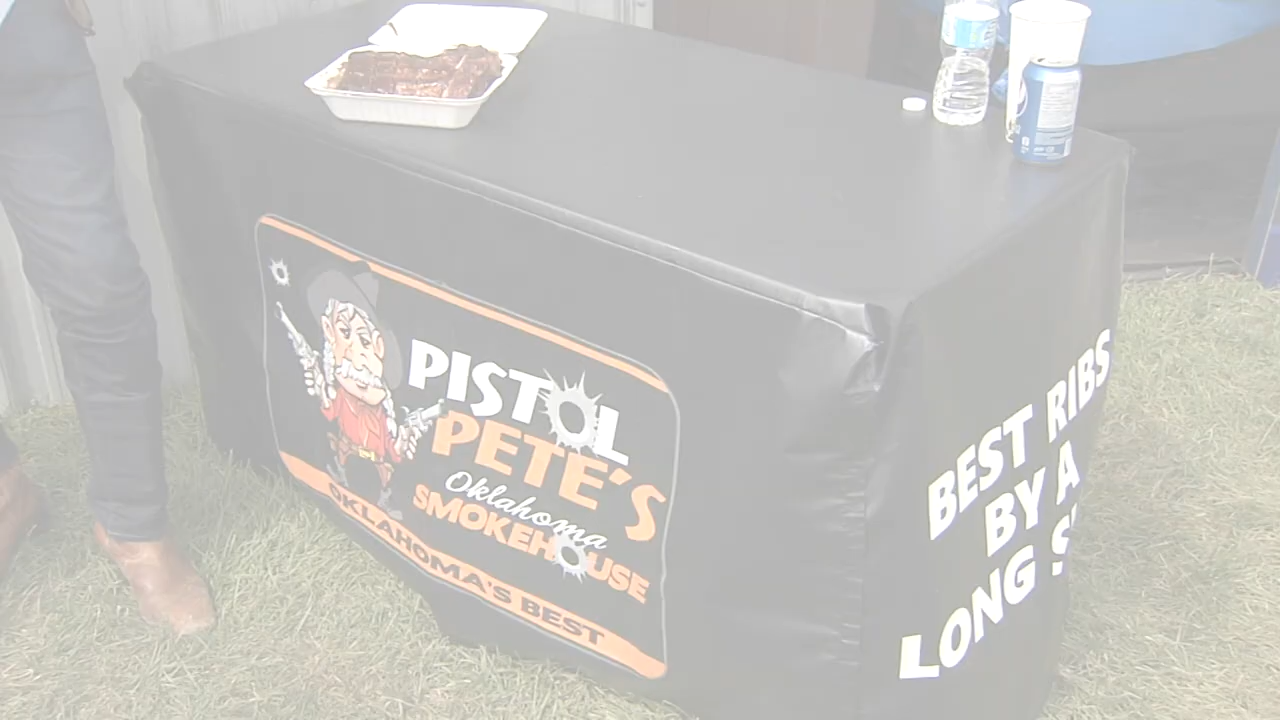 PISTOL
PETE'S
Oklahoma
SMOKEHOUSE
OKLAHOMA'S BEST
BEST RIBS
BY A
LONG